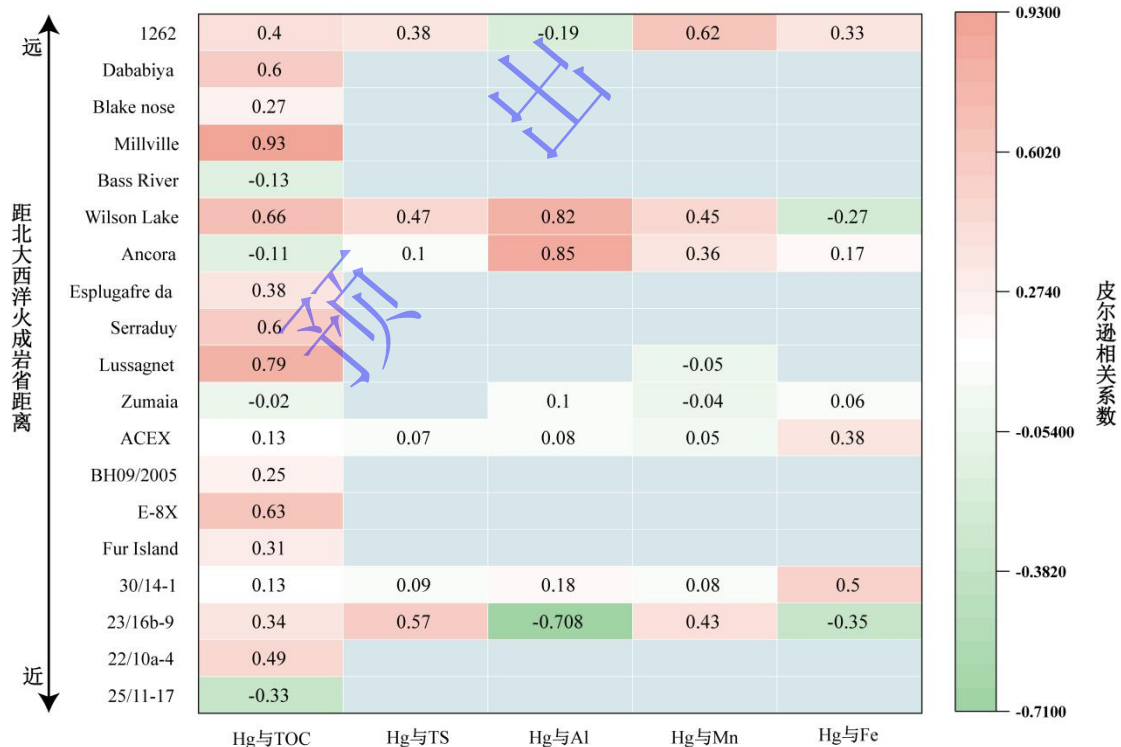 远
距北大西洋火成岩省距离
近
1262 0.4 0.38 -0.19 0.62 0.33
Dababiya 0.6
Blake nose 0.27
Millville 0.93
Bass River -0.13
Wilson Lake 0.66 0.47 0.82 0.45 -0.27
Ancora -0.11 0.1 0.85 0.36 0.17
Esplugafre da 0.38
Serraduy 0.6
Lussagnet 0.79 -0.05
Zumaia -0.02 0.1 -0.04 0.06
ACEX 0.13 0.07 0.08 0.05 0.38
BH09/2005 0.25
E-8X 0.63
Fur Island 0.31
30/14-1 0.13 0.09 0.18 0.08 0.5
23/16b-9 0.34 0.57 -0.708 0.43 -0.35
22/10a-4 0.49
25/11-17 -0.33
Hg与TOC Hg与TS Hg与Al Hg与Mn Hg与Fe
0.9300
0.6020
0.2740
-0.05400
-0.3820
-0.7100
皮尔逊相关系数
预出